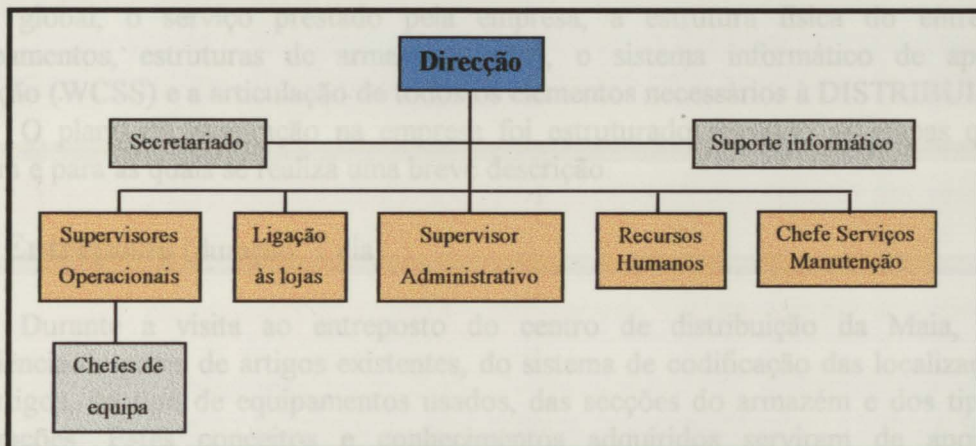 global, o serviço prestado pela empresa, a estrutura física do
estruturas de o sistema informático de
(WCSS) e a articulação de elementos necessários à
Direcção
O na empresa foi estruturado
Secretariado
Suporte informático
para as quais se realiza uma breve descrição
Supervisores
Operacionais
Ligação
às lojas
Supervisor
Administrativo
Recursos
Humanos
Chefe Serviços
Manutenção
Durante a visita ao entreposto do centro de distribuição da Maia,
de artigos existentes, do sistema de codificação das
Chefes de
equipa
de equipamentos usados, das secções do armazém e dos
conceitos e conhecimentos adquiridos servirem de